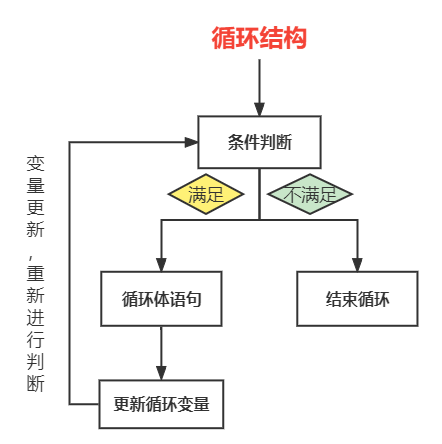 循环结构
条件判断
满足
不满足
变量更新,重新进行判断
循环体语句
结束循环
更新循环变量